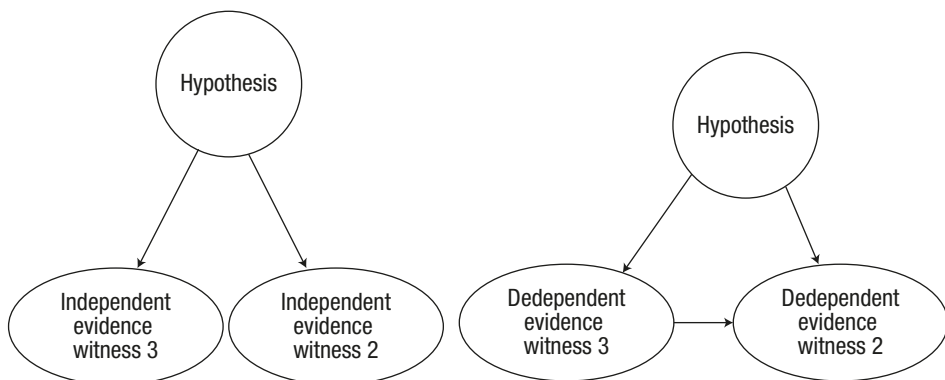 Hypothesis
Independent
evidence
witness 3
Independent
evidence
witness 2
Hypothesis
Dedependent
evidence
witness 3
Dedependent
evidence
witness 2